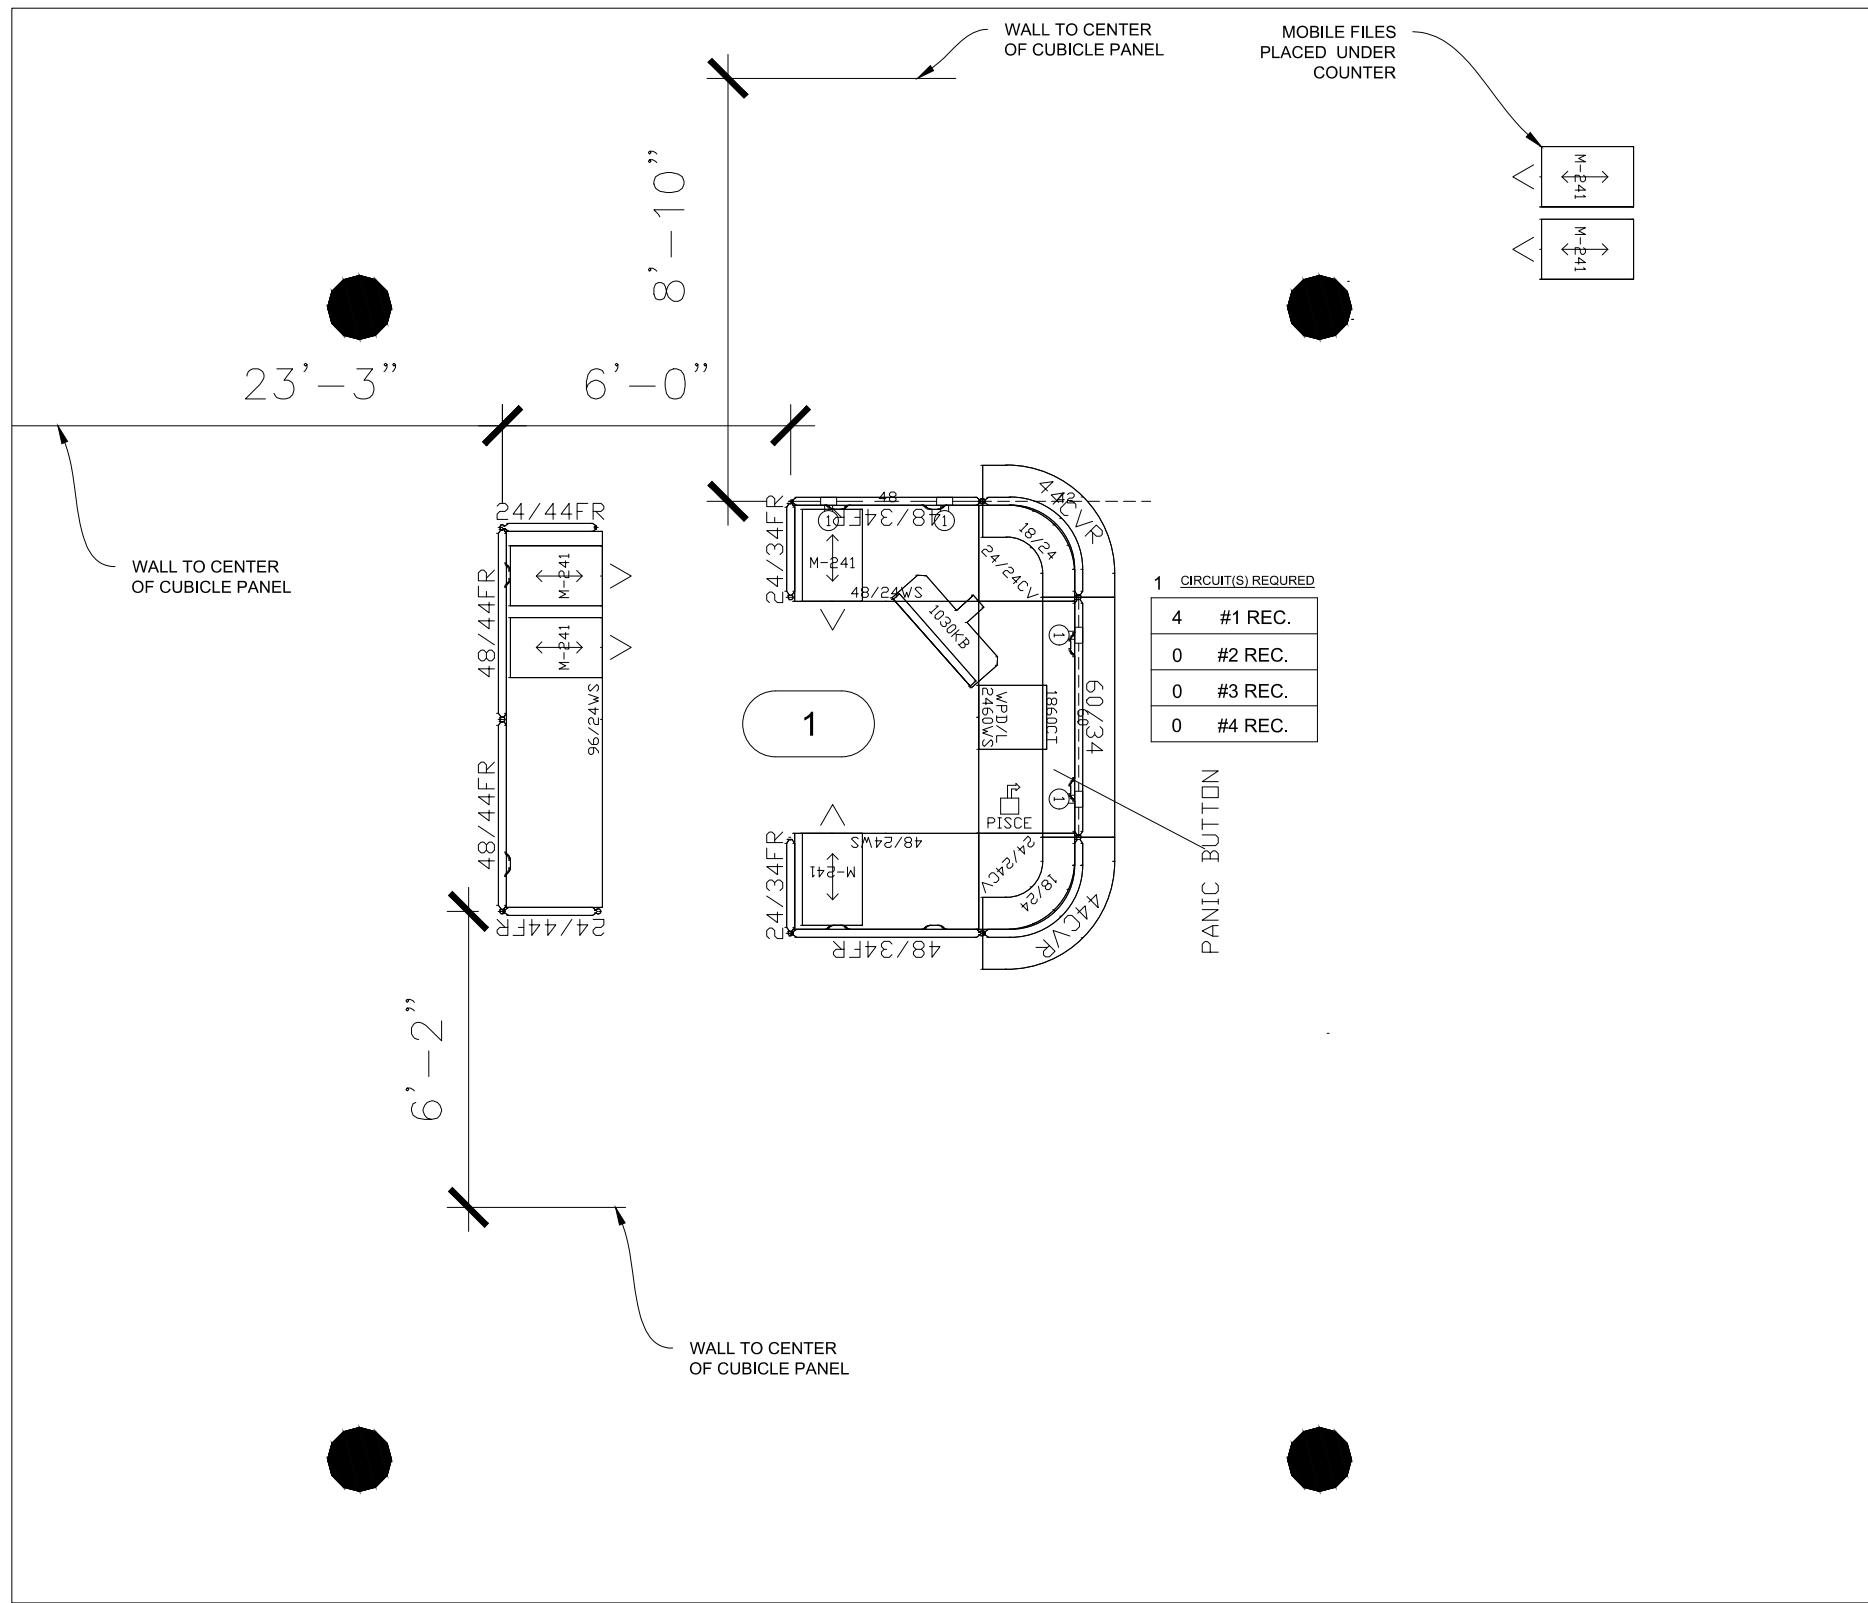 WALL TO CENTER
OF CUBICLE PANEL
MOBILE FILES
PLACED UNDER
COUNTER
M-241
M-241
8'-10"
23'-3"
6'-0"
WALL TO CENTER
OF CUBICLE PANEL
24/44FR
48/44FR
48/44FR
24/44FR
M-241
M-241
96/24WS
24/34FR
48
48/34FR
1
1
M-241
48/24WS
1030KB
42
44CVR
18/24
24/24CV
1
60/34
60
1860CT
WPD/L
2460WS
1
PISCE
1
24/34FR
M-241
48/24WS
48/34FR
24/24CV
18/24
44CVR
PANIC BUTTON
1 CIRCUIT(S) REQURED
4 #1 REC.
0 #2 REC.
0 #3 REC.
0 #4 REC.
6'-2"
WALL TO CENTER
OF CUBICLE PANEL